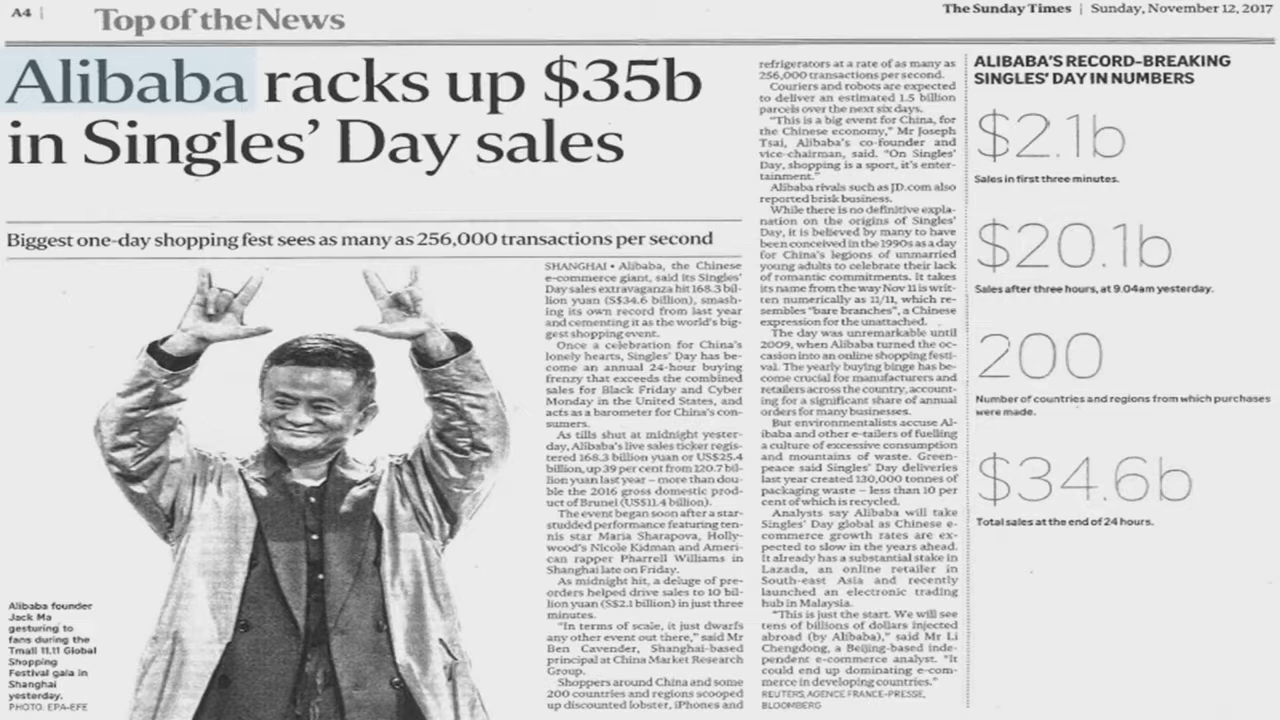 A4
Top of the News
The Sunday Times | Sunday, November 12, 2017
Alibaba racks up $35b
in Singles' Day sales
Biggest one-day shopping fest sees as many as 256,000 transactions per second
Alibaba founder
Jack Ma
gesturing to
fans during the
Tmall 11.11 Global
Shopping
Festival gala in
Shanghai
yesterday.
PHOTO: EPA-EFE
SHANGHAI • Alibaba, the Chinese
e-commerce giant, said its Singles'
Day sales extravaganza hit 168.3 bil-
lion yuan (S$34.6 billion), smash-
ing its own record from last year
and cementing it as the world's big-
gest shopping event.
Once a celebration for China's
lonely hearts, Singles' Day has be-
come an annual 24-hour buying
frenzy that exceeds the combined
sales for Black Friday and Cyber
Monday in the United States, and
acts as a barometer for China's con-
sumers.
As tills shut at midnight yester-
day, Alibaba's live sales ticker regis-
tered 168.3 billion yuan or US$25.4
billion, up 39 per cent from 120.7 bil-
lion yuan last year – more than dou-
ble the 2016 gross domestic prod-
uct of Brunei (US$11.4 billion).
The event began soon after a star-
studded performance featuring ten-
nis star Maria Sharapova, Holly-
wood's Nicole Kidman and Ameri-
can rapper Pharrell Williams in
Shanghai late on Friday.
As midnight hit, a deluge of pre-
orders helped drive sales to 10 bil-
lion yuan (S$2.1 billion) in just three
minutes.
"In terms of scale, it just dwarfs
any other event out there," said Mr
Ben Cavender, Shanghai-based
principal at China Market Research
Group.
Shoppers around China and some
200 countries and regions scooped
up discounted lobster, iPhones and
refrigerators at a rate of as many as
256,000 transactions per second.
Couriers and robots are expected
to deliver an estimated 1.5 billion
parcels over the next six days.
"This is a big event for China, for
the Chinese economy," Mr Joseph
Tsai, Alibaba's co-founder and
vice-chairman, said. "On Singles'
Day, shopping is a sport, it's enter-
tainment."
Alibaba rivals such as JD.com also
reported brisk business.
While there is no definitive expla-
nation on the origins of Singles'
Day, it is believed by many to have
been conceived in the 1990s as a day
for China's legions of unmarried
young adults to celebrate their lack
of romantic commitments. It takes
its name from the way Nov 11 is writ-
ten numerically as 11/11, which re-
sembles "bare branches", a Chinese
expression for the unattached.
The day was unremarkable until
2009, when Alibaba turned the oc-
casion into an online shopping festi-
val. The yearly buying binge has be-
come crucial for manufacturers and
retailers across the country, account-
ing for a significant share of annual
orders for many businesses.
But environmentalists accuse Al-
ibaba and other e-tailers of fuelling
a culture of excessive consumption
and mountains of waste. Green-
peace said Singles' Day deliveries
last year created 130,000 tonnes of
packaging waste – less than 10 per
cent of which is recycled.
Analysts say Alibaba will take
Singles' Day global as Chinese e-
commerce growth rates are ex-
pected to slow in the years ahead.
It already has a substantial stake in
Lazada, an online retailer in
South-east Asia and recently
launched an electronic trading
hub in Malaysia.
"This is just the start. We will see
tens of billions of dollars injected
abroad (by Alibaba)," said Mr Li
Chengdong, a Beijing-based inde-
pendent e-commerce analyst. "It
could end up dominating e-com-
merce in developing countries."
REUTERS, AGENCE FRANCE-PRESSE,
BLOOMBERG
ALIBABA'S RECORD-BREAKING
SINGLES' DAY IN NUMBERS
$2.1b
Sales in first three minutes.
$20.1b
Sales after three hours, at 9.04am yesterday.
200
Number of countries and regions from which purchases
were made.
$34.6b
Total sales at the end of 24 hours.